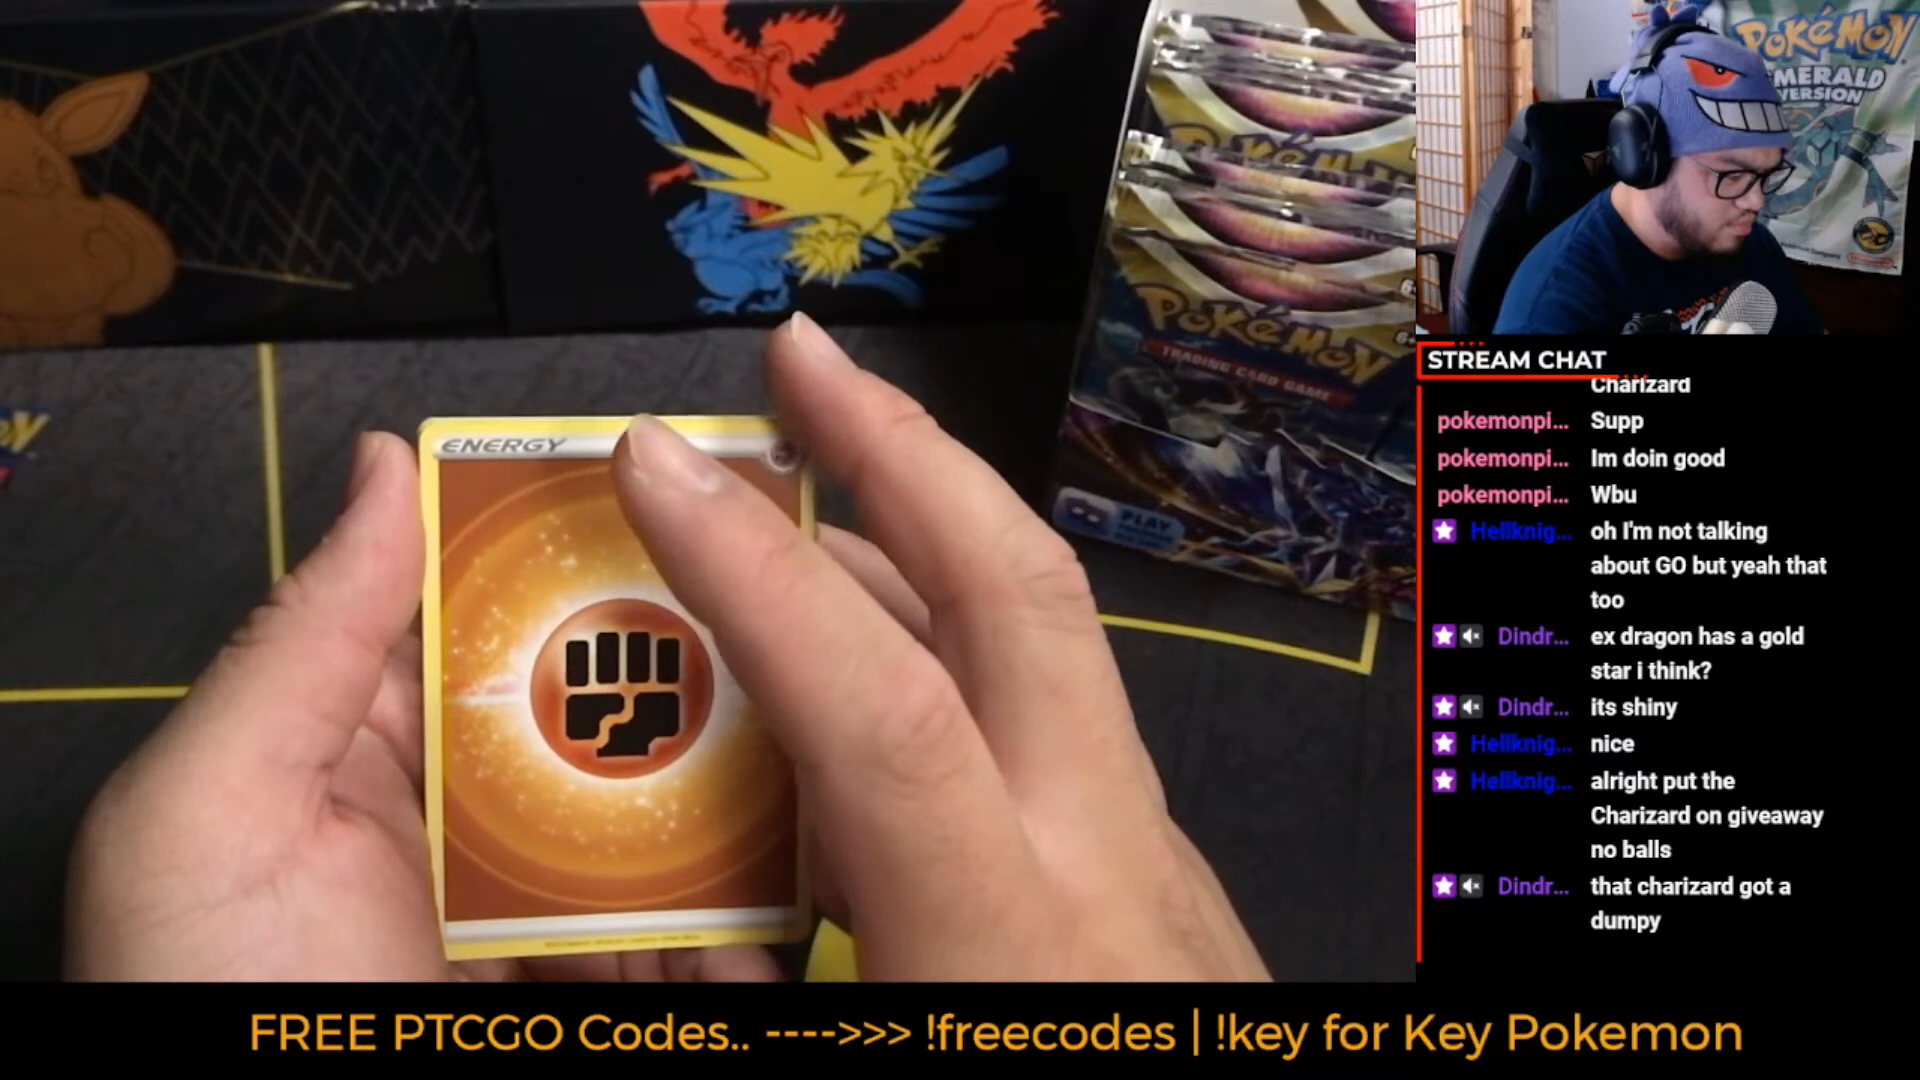 POKéMON
EMERALD
VERSION
Pokémon
Pokémon
TRADING CARD GAME
PLAY
ENERGY
STREAM CHAT
Charizard
pokemonpi... Supp
pokemonpi... Im doin good
pokemonpi... Wbu
Hellknig... oh I'm not talking
about GO but yeah that
too
Dindr... ex dragon has a gold
star i think?
Dindr... its shiny
Hellknig... nice
Hellknig... alright put the
Charizard on giveaway
no balls
Dindr... that charizard got a
dumpy
FREE PTCGO Codes.. ---->>> !freecodes | !key for Key Pokemon